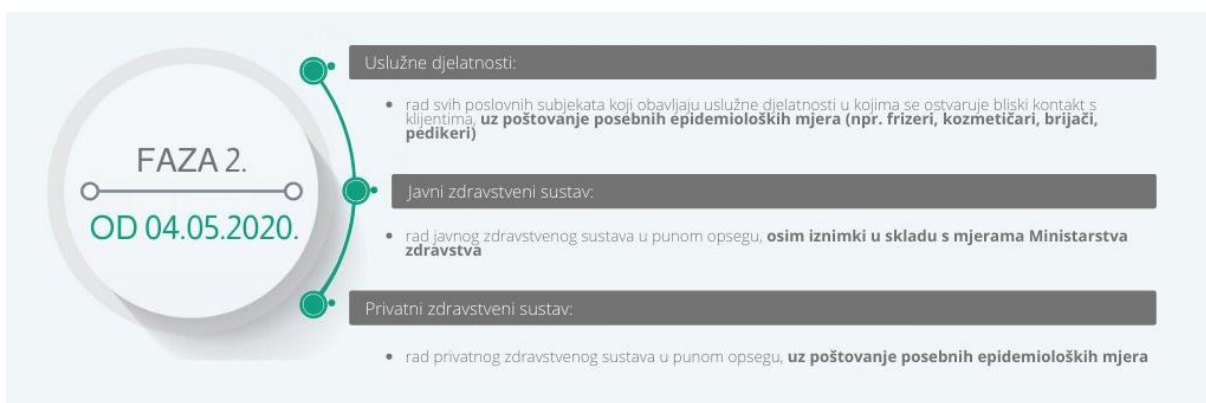 FAZA 2.
OD 04.05.2020.
Uslužne djelatnosti:
• rad svih poslovnih subjekata koji obavljaju uslužne djelatnosti u kojima se ostvaruje bliski kontakt s
klijentima, uz poštovanje posebnih epidemioloških mjera (npr. frizeri, kozmetičari, brijači,
pedikeri)
Javni zdravstveni sustav:
• rad javnog zdravstvenog sustava u punom opsegu, osim iznimki u skladu s mjerama Ministarstva
zdravstva
Privatni zdravstveni sustav:
• rad privatnog zdravstvenog sustava u punom opsegu, uz poštovanje posebnih epidemioloških mjera